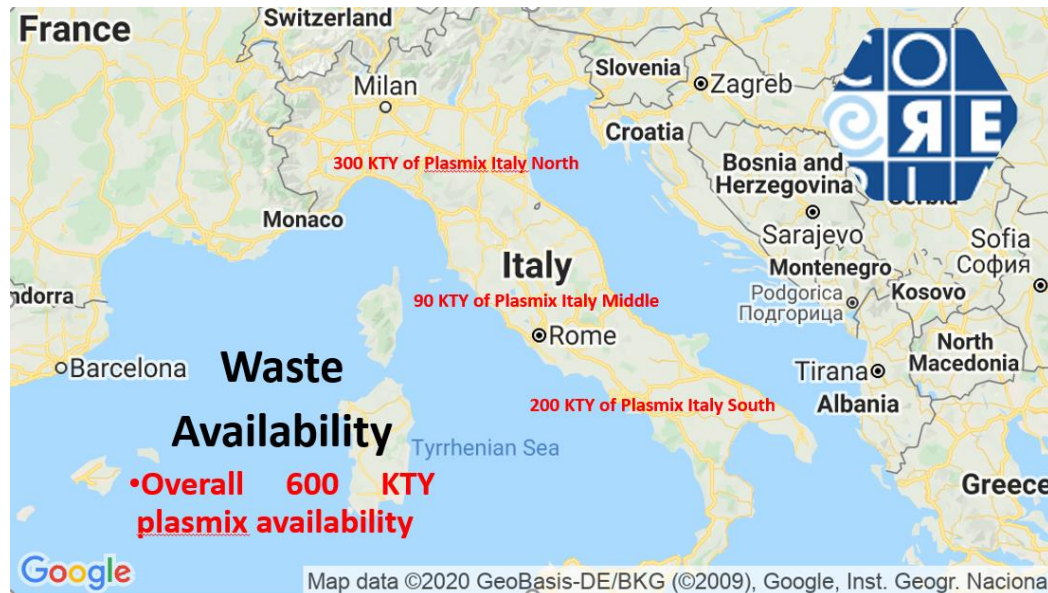 France
Switzerland
Milan
Slovenia
Zagreb
Croatia
CO
ЯE
300 KTY of Plasmix Italy North
Bosnia and
Herzegovina
Monaco
Sarajevo
Sofia
София
Italy
Montenegro
Podgorica
Подгорица
Kosovo
ndorra
90 KTY of Plasmix Italy Middle
Rome
North
Macedonia
Barcelona
Tirana
Albania
Waste
Availability
200 KTY of Plasmix Italy South
Tyrrhenian Sea
•Overall 600 KTY
plasmix availability
Greece
Google
Map data ©2020 GeoBasis-DE/BKG (©2009), Google, Inst. Geogr. Naciona